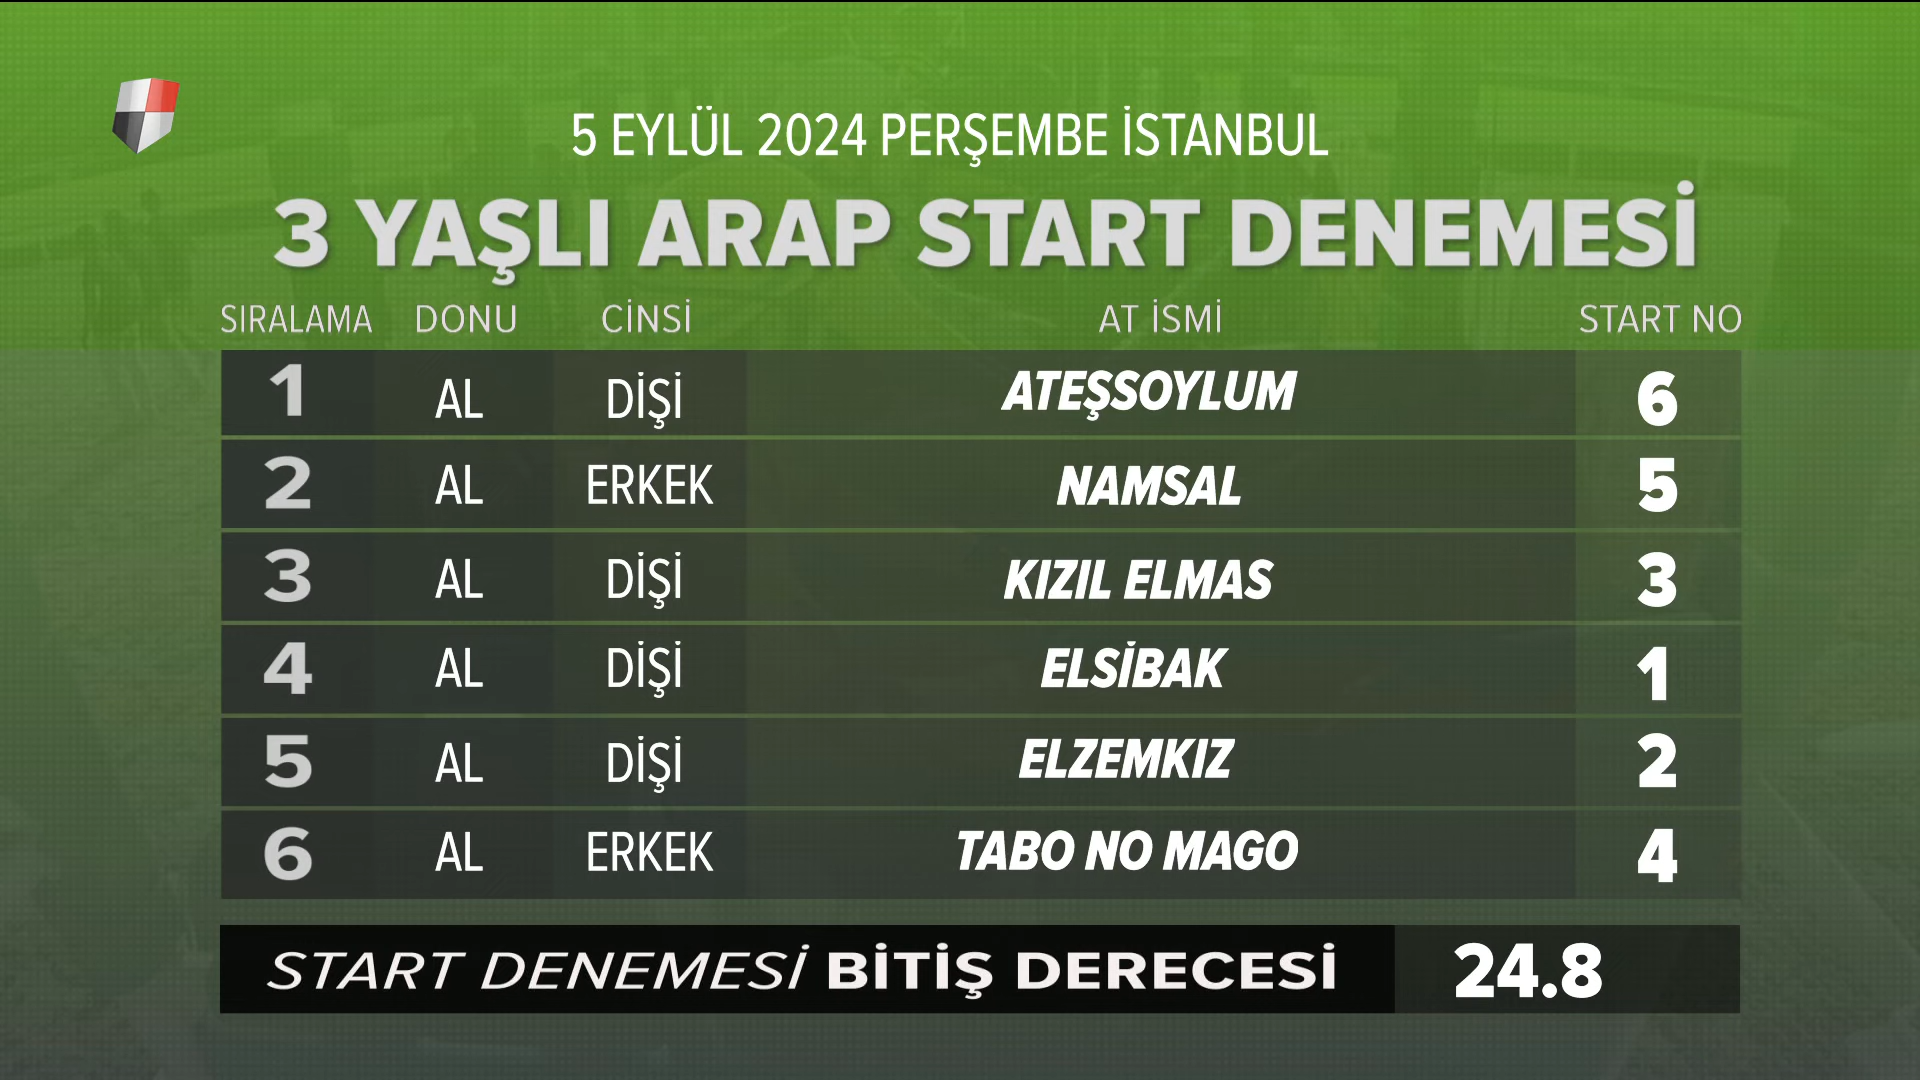 5 EYLÜL 2024 PERŞEMBE İSTANBUL
3 YAŞLI ARAP START DENEMESİ
SIRALAMA DONU CİNSİ AT İSMİ START NO
1 AL DİŞİ ATEŞSOYLUM 6
2 AL ERKEK NAMSAL 5
3 AL DİŞİ KIZIL ELMAS 3
4 AL DİŞİ ELSİBAK 1
5 AL DİŞİ ELZEMKIZ 2
6 AL ERKEK TABO NO MAGO 4
START DENEMESİ BİTİŞ DERECESİ 24.8